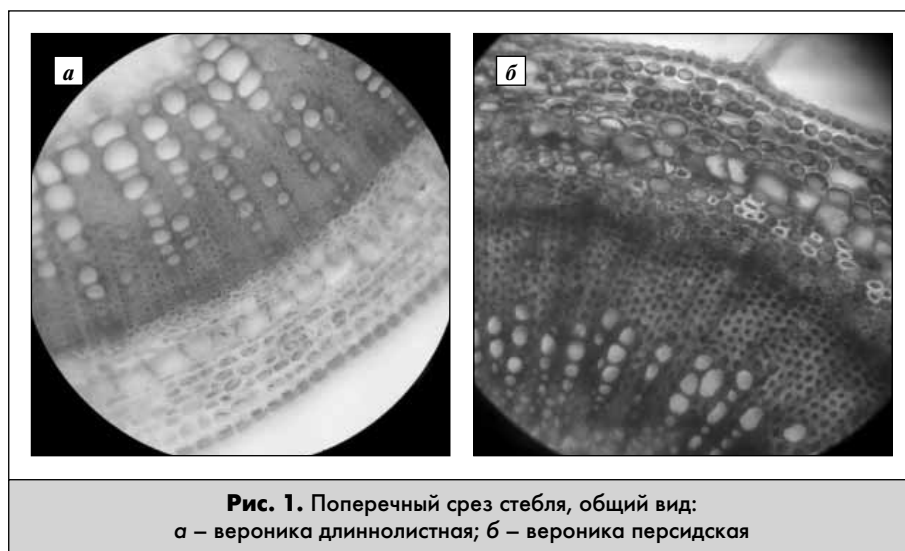 а
б
Рис. 1. Поперечный срез стебля, общий вид:
а – вероника длиннолистная; б – вероника персидская